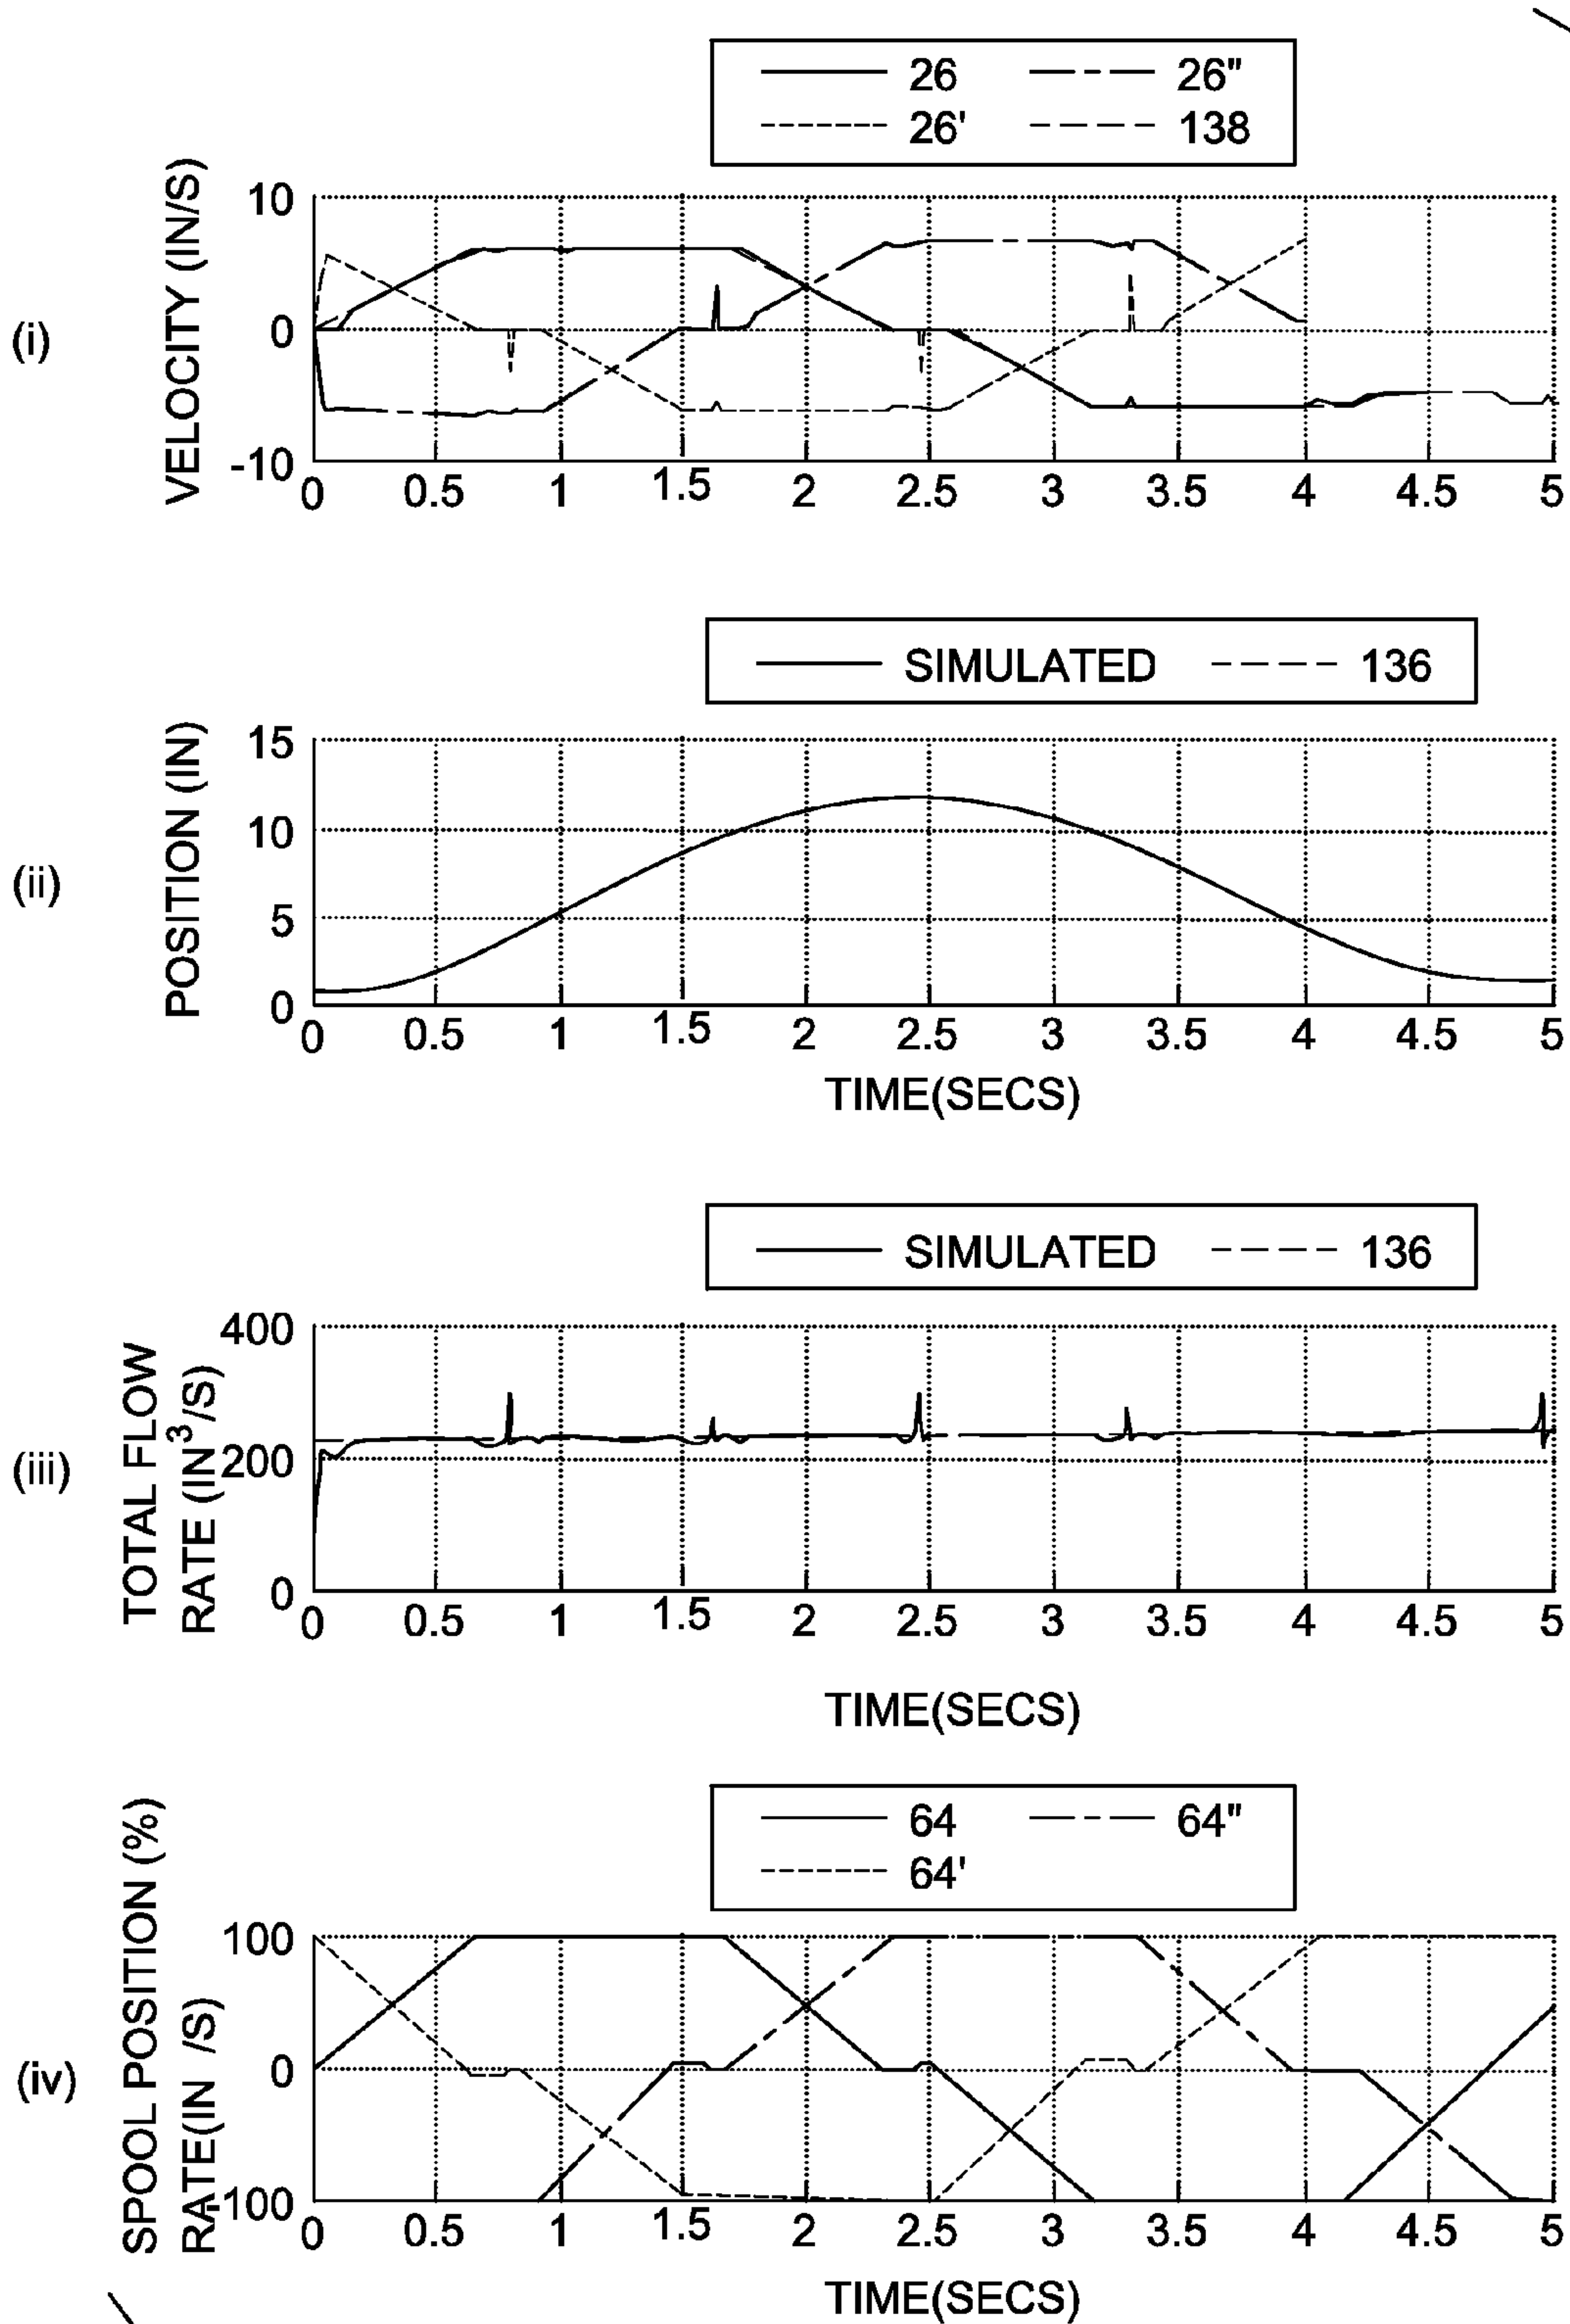 26 26"
26' 138
(i)
VELOCITY (IN/S)
10
0
-10
0 0.5 1 1.5 2 2.5 3 3.5 4 4.5 5
SIMULATED 136
(ii)
POSITION (IN)
15
10
5
0
0 0.5 1 1.5 2 2.5 3 3.5 4 4.5 5
TIME(SECS)
SIMULATED 136
(iii)
TOTAL FLOW
RATE (IN3/S)
400
200
0
0 0.5 1 1.5 2 2.5 3 3.5 4 4.5 5
TIME(SECS)
64 64"
64'
(iv)
SPOOL POSITION (%)
RATE(IN /S)
100
0
-100
0 0.5 1 1.5 2 2.5 3 3.5 4 4.5 5
TIME(SECS)